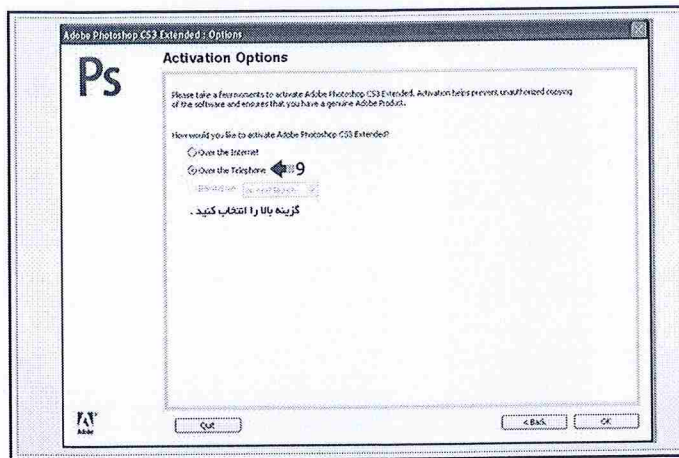 Adobe Photoshop CS3 Extended : Options
Ps
Activation Options
Please take a few moments to activate Adobe Photoshop CS3 Extended. Activation helps prevent unauthorized copying
of the software and ensures that you have a genuine Adobe Product.
How would you like to activate Adobe Photoshop CS3 Extended?
Over the Internet
Over the Telephone 9
گزینه بالا را انتخاب کنید .
Adobe
Quit
< Back
OK